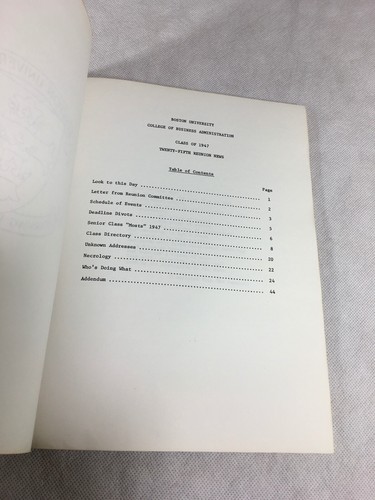 BOSTON UNIVERSITY
COLLEGE OF BUSINESS ADMINISTRATION
CLASS OF 1947
TWENTY-FIFTH REUNION NEWS
Table of Contents
Page
Look to this Day .......... 1
Letter from Reunion Committee .......... 2
Schedule of Events .......... 3
Deadline Divots .......... 5
Senior Class "Meets" 1947 .......... 6
Class Directory .......... 8
Unknown Addresses .......... 20
Necrology .......... 22
Who's Doing What .......... 24
Addendum .......... 44